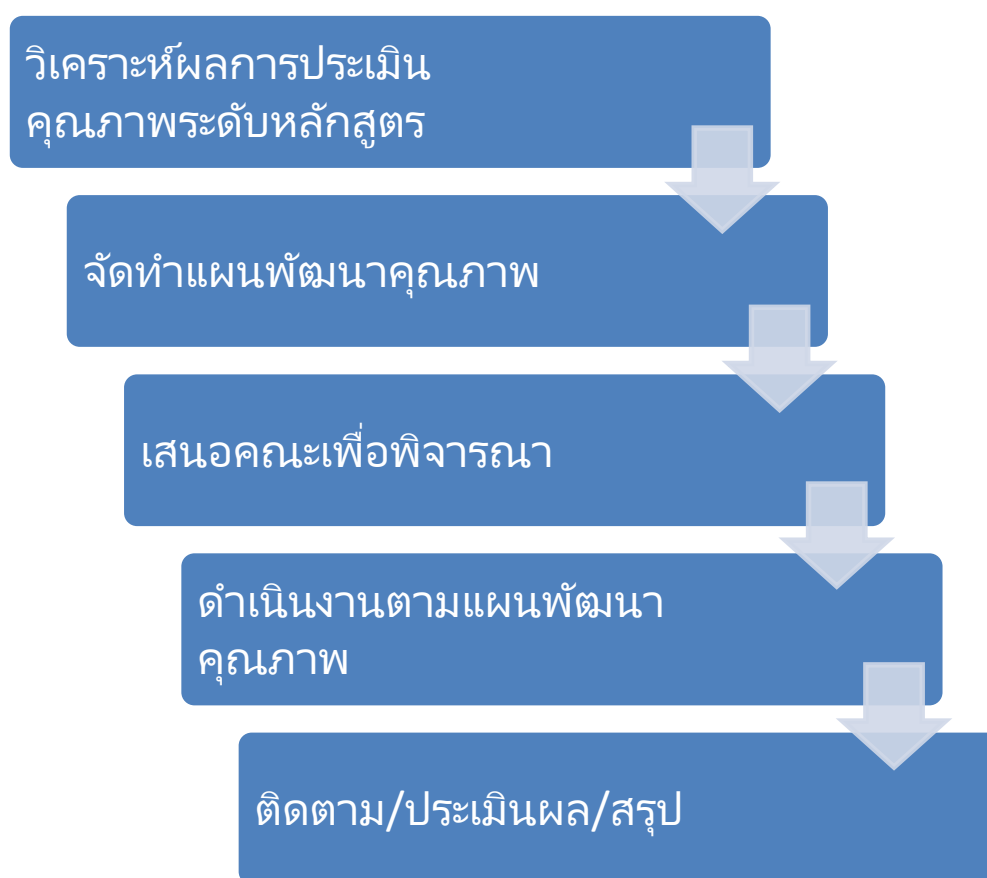 วิเคราะห์ผลการประเมิน
คุณภาพระดับหลักสูตร
จัดทำแผนพัฒนาคุณภาพ
เสนอคณะเพื่อพิจารณา
ดำเนินงานตามแผนพัฒนา
คุณภาพ
ติดตาม/ประเมินผล/สรุป